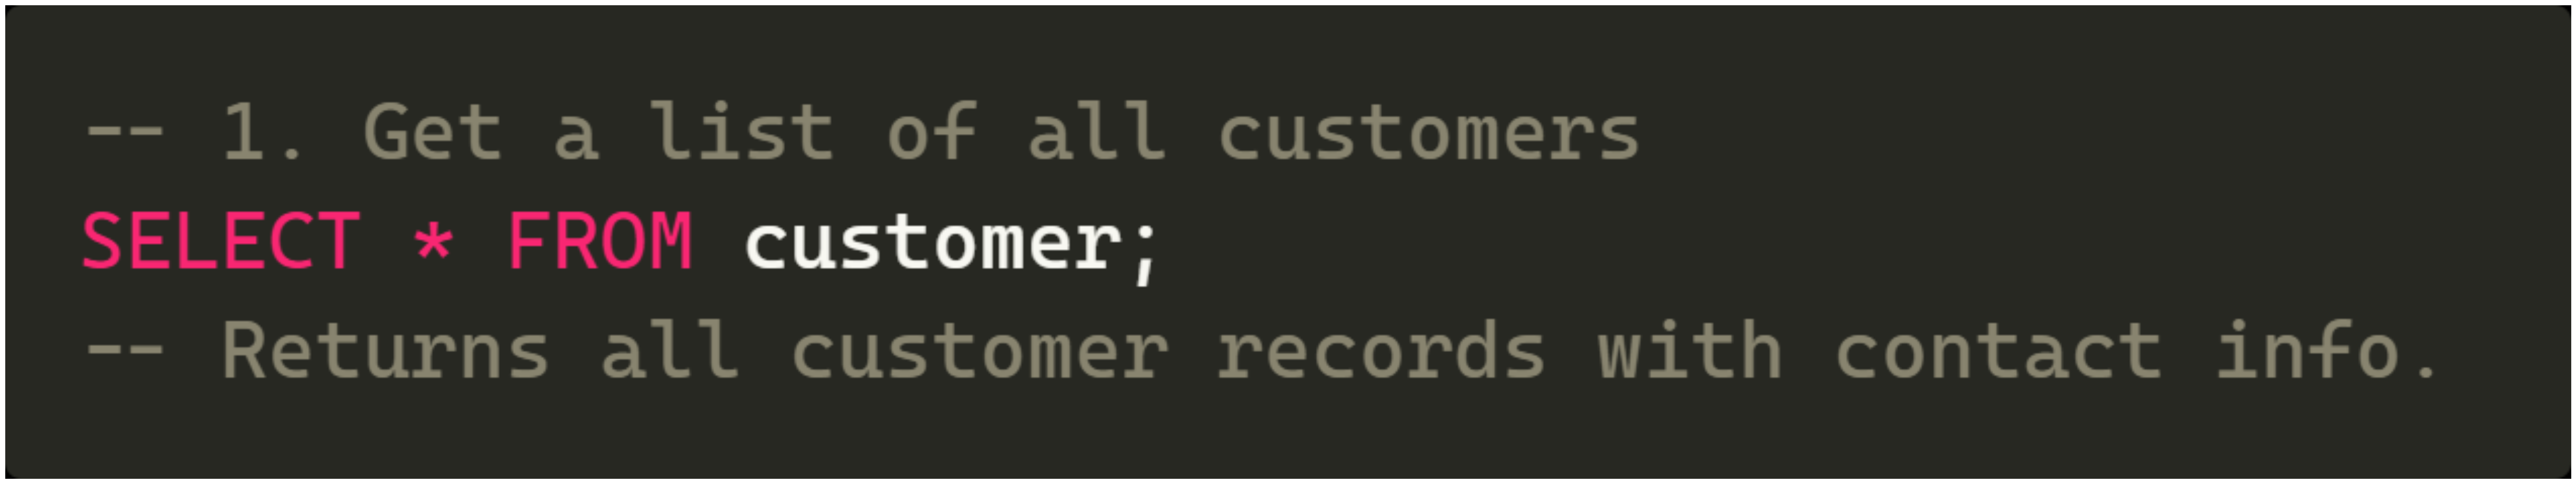 -- 1. Get a list of all customers
SELECT * FROM customer;
-- Returns all customer records with contact info.